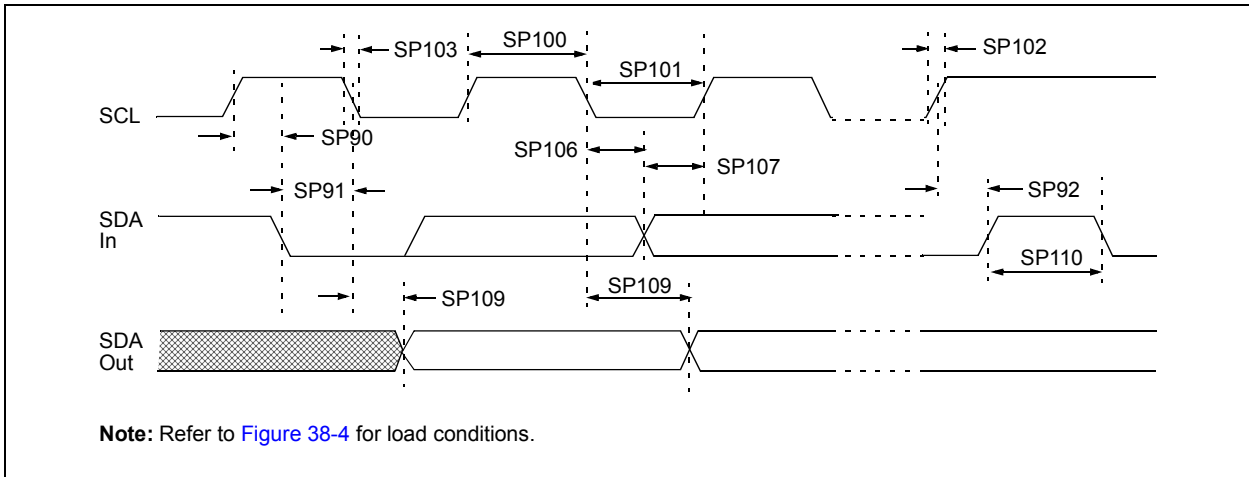 SP103
SP100
SP101
SP102
SCL
SP90
SP106
SP107
SP91
SP92
SDA
In
SP110
SP109
SP109
SDA
Out
Note: Refer to Figure 38-4 for load conditions.